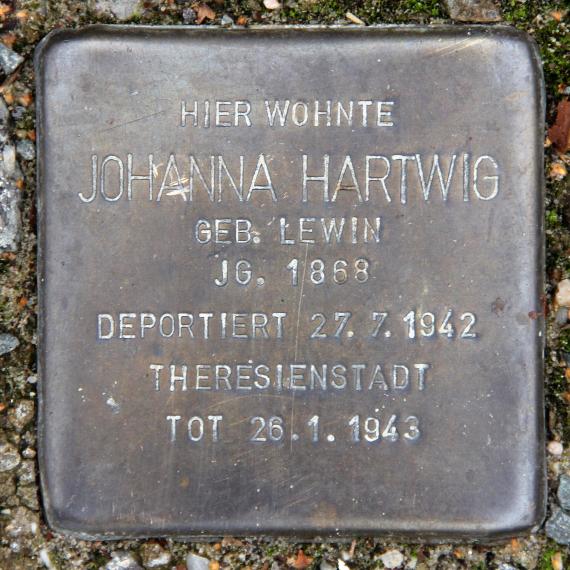 HIER WOHNTE
JOHANNA HARTWIG
GEB. LEWIN
JG. 1868
DEPORTIERT 27. 7. 1942
THERESIENSTADT
TOT 26.1. 1943